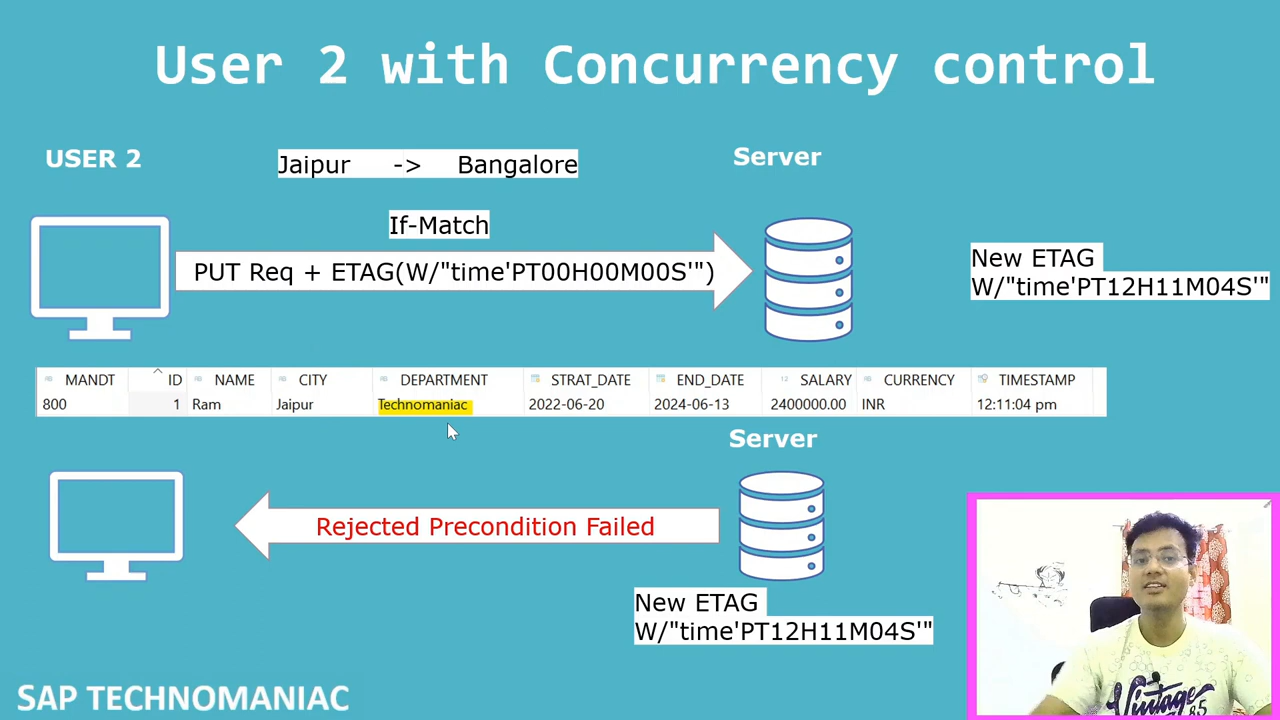 User 2 with Concurrency control
USER 2
Jaipur -> Bangalore
Server
If-Match
PUT Req + ETAG(W/"time'PT00H00M00S'")
New ETAG
W/"time'PT12H11M04S'"
MANDT ID NAME CITY DEPARTMENT STRAT_DATE END_DATE SALARY CURRENCY TIMESTAMP
800 1 Ram Jaipur Technomaniac 2022-06-20 2024-06-13 2400000.00 INR 12:11:04 pm
Server
Rejected Precondition Failed
New ETAG
W/"time'PT12H11M04S'"
Vintage
8.5
SAP TECHNOMANIAC